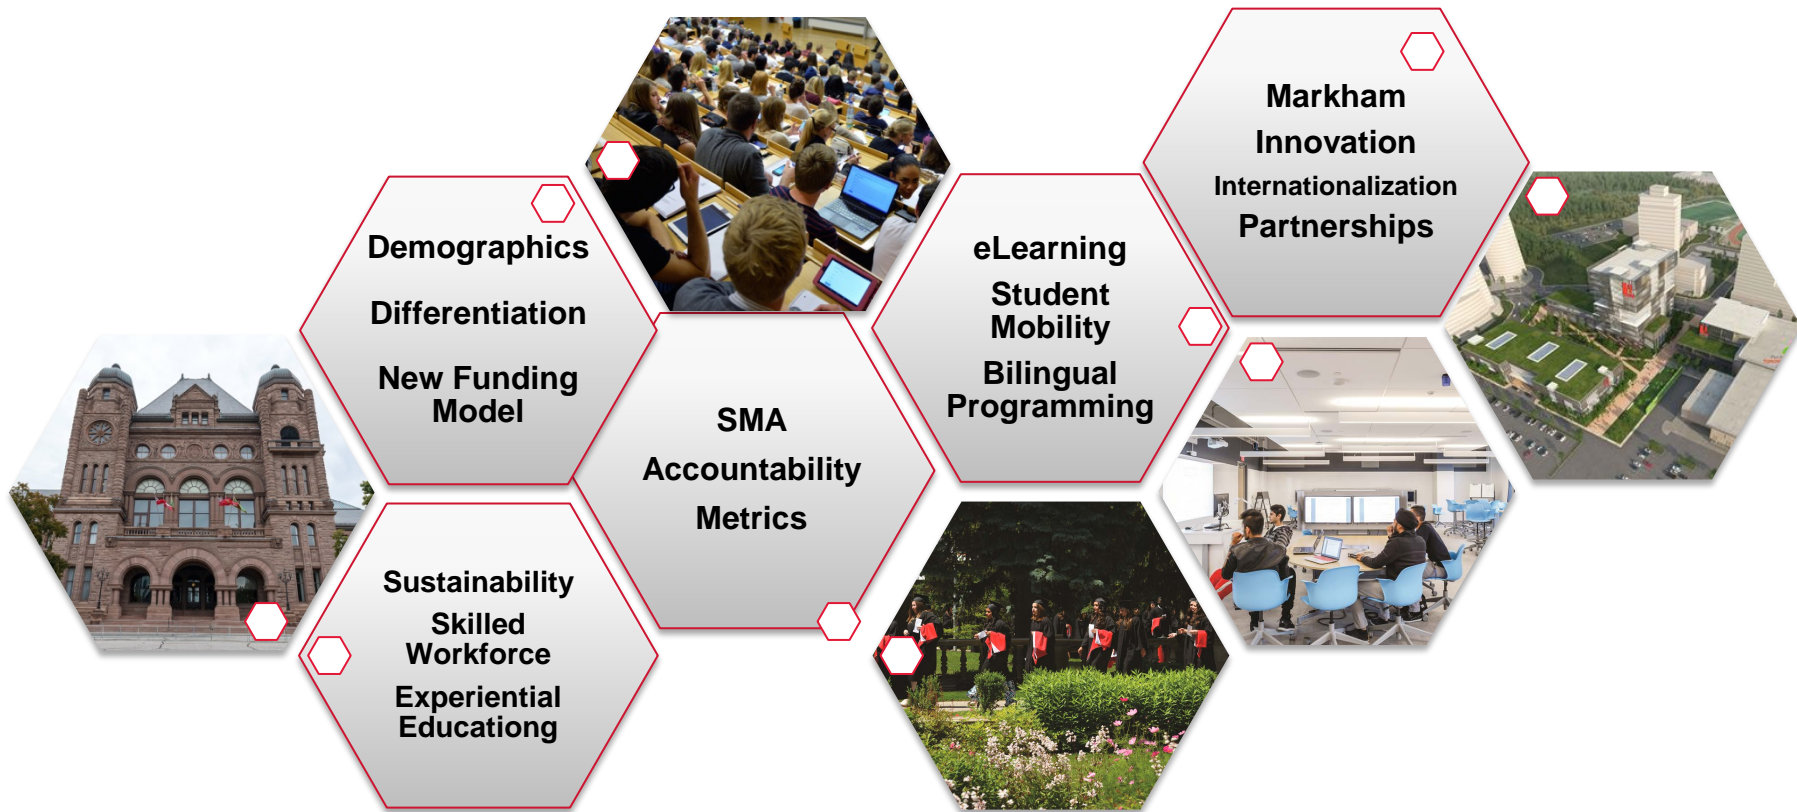 Demographics
Differentiation
New Funding
Model
Sustainability
Skilled
Workforce
Experiential
Educationg
SMA
Accountability
Metrics
eLearning
Student
Mobility
Bilingual
Programming
Markham
Innovation
Internationalization
Partnerships